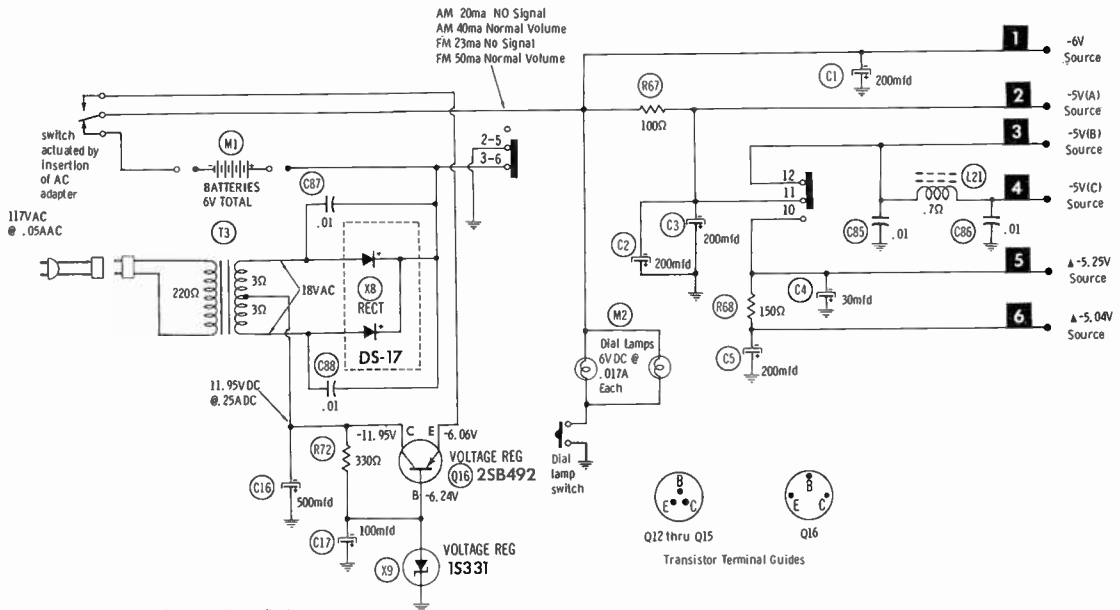 AM 20ma NO Signal
AM 40ma Normal Volume
FM 23ma No Signal
FM 50ma Normal Volume
1
-6V
Source
C1
200mfd
R67
100Ω
2
-5V(A)
Source
switch
actuated by
insertion
of AC
adapter
M1
BATTERIES
6V TOTAL
2-5
3-6
3
-5V(B)
Source
12
11
10
L21
.7Ω
4
-5V(C)
Source
C85
.01
C86
.01
C87
.01
117VAC
@ .05AAC
T3
220Ω
3Ω
3Ω
18VAC
X8
RECT
DS-17
C88
.01
C2
200mfd
C3
200mfd
5
▲-5.25V
Source
C4
30mfd
R68
150Ω
6
▲-5.04V
Source
C5
200mfd
M2
Dial Lamps
6V DC @
.017A
Each
Dial
lamp
switch
11.95VDC
@.25ADC
R72
330Ω
-11.95V
C
E
-6.06V
VOLTAGE REG
Q16 2SB492
B
-6.24V
C16
500mfd
C17
100mfd
VOLTAGE REG
1S331
X9
B
E
C
Q12 thru Q15
B
E
C
Q16
Transistor Terminal Guides